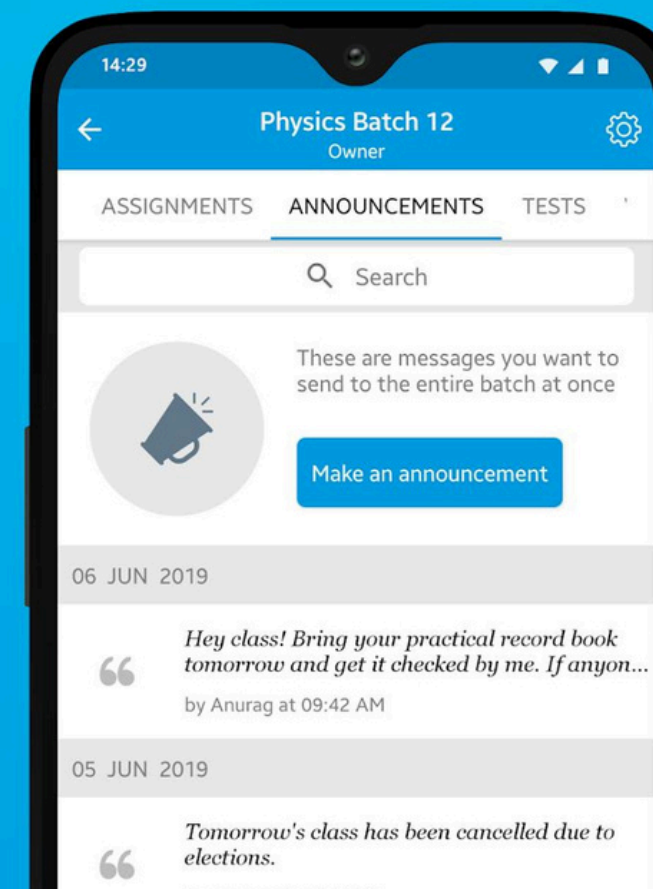 14:29
Physics Batch 12
Owner
ASSIGNMENTS ANNOUNCEMENTS TESTS
Search
These are messages you want to
send to the entire batch at once
Make an announcement
06 JUN 2019
Hey class! Bring your practical record book
tomorrow and get it checked by me. If anyon...
by Anurag at 09:42 AM
05 JUN 2019
Tomorrow's class has been cancelled due to
elections.